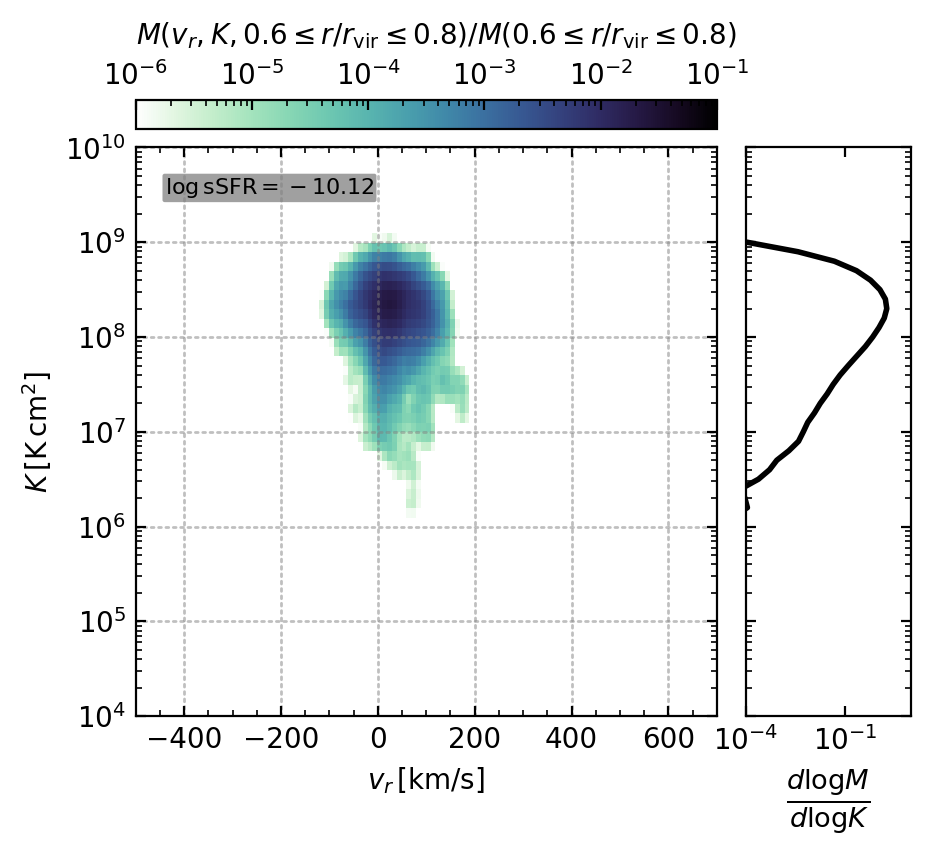 M(v_r, K, 0.6 ≤ r/r_vir ≤ 0.8)/M(0.6 ≤ r/r_vir ≤ 0.8)
10^−6 10^−5 10^−4 10^−3 10^−2 10^−1
10^10
log sSFR = −10.12
10^9
10^8
10^7
K [K cm^2]
10^6
10^5
10^4
−400 −200 0 200 400 600 10^−4 10^−1
v_r [km/s]
dlogM
dlogK